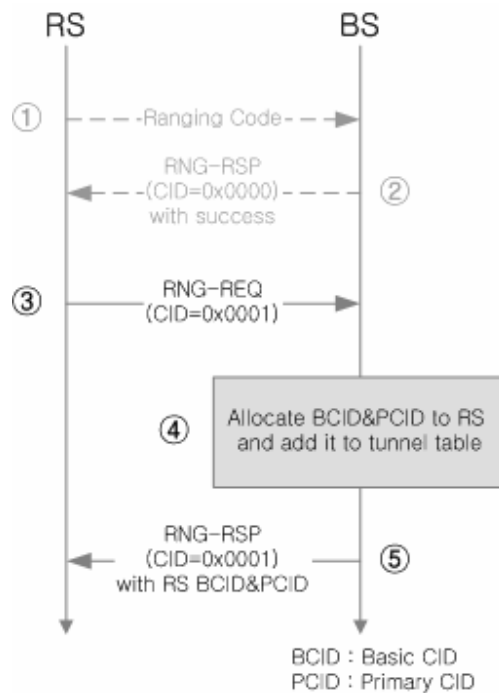 RS
BS
①
Ranging Code
RNG-RSP
(CID=0x0000)
with success
②
③
RNG-REQ
(CID=0x0001)
④
Allocate BCID&PCID to RS
and add it to tunnel table
RNG-RSP
(CID=0x0001)
with RS BCID&PCID
⑤
BCID : Basic CID
PCID : Primary CID